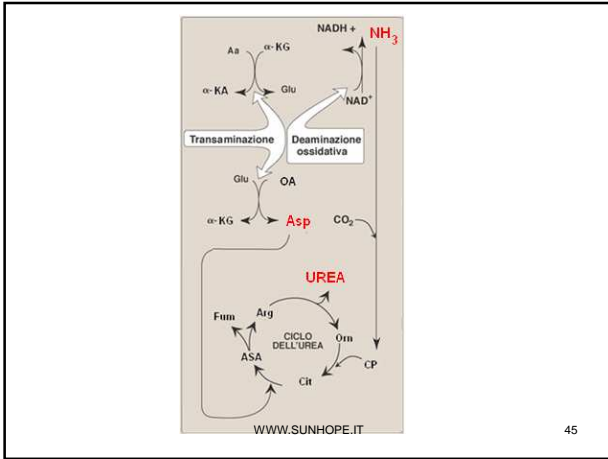 NADH + NH3
Aa α-KG
α-KA Glu NAD+
Transaminazione Deaminazione
ossidativa
Glu OA
α-KG Asp CO2
UREA
Fum Arg
CICLO
DELL'UREA
Orn
ASA
CP
Cit
WWW.SUNHOPE.IT 45